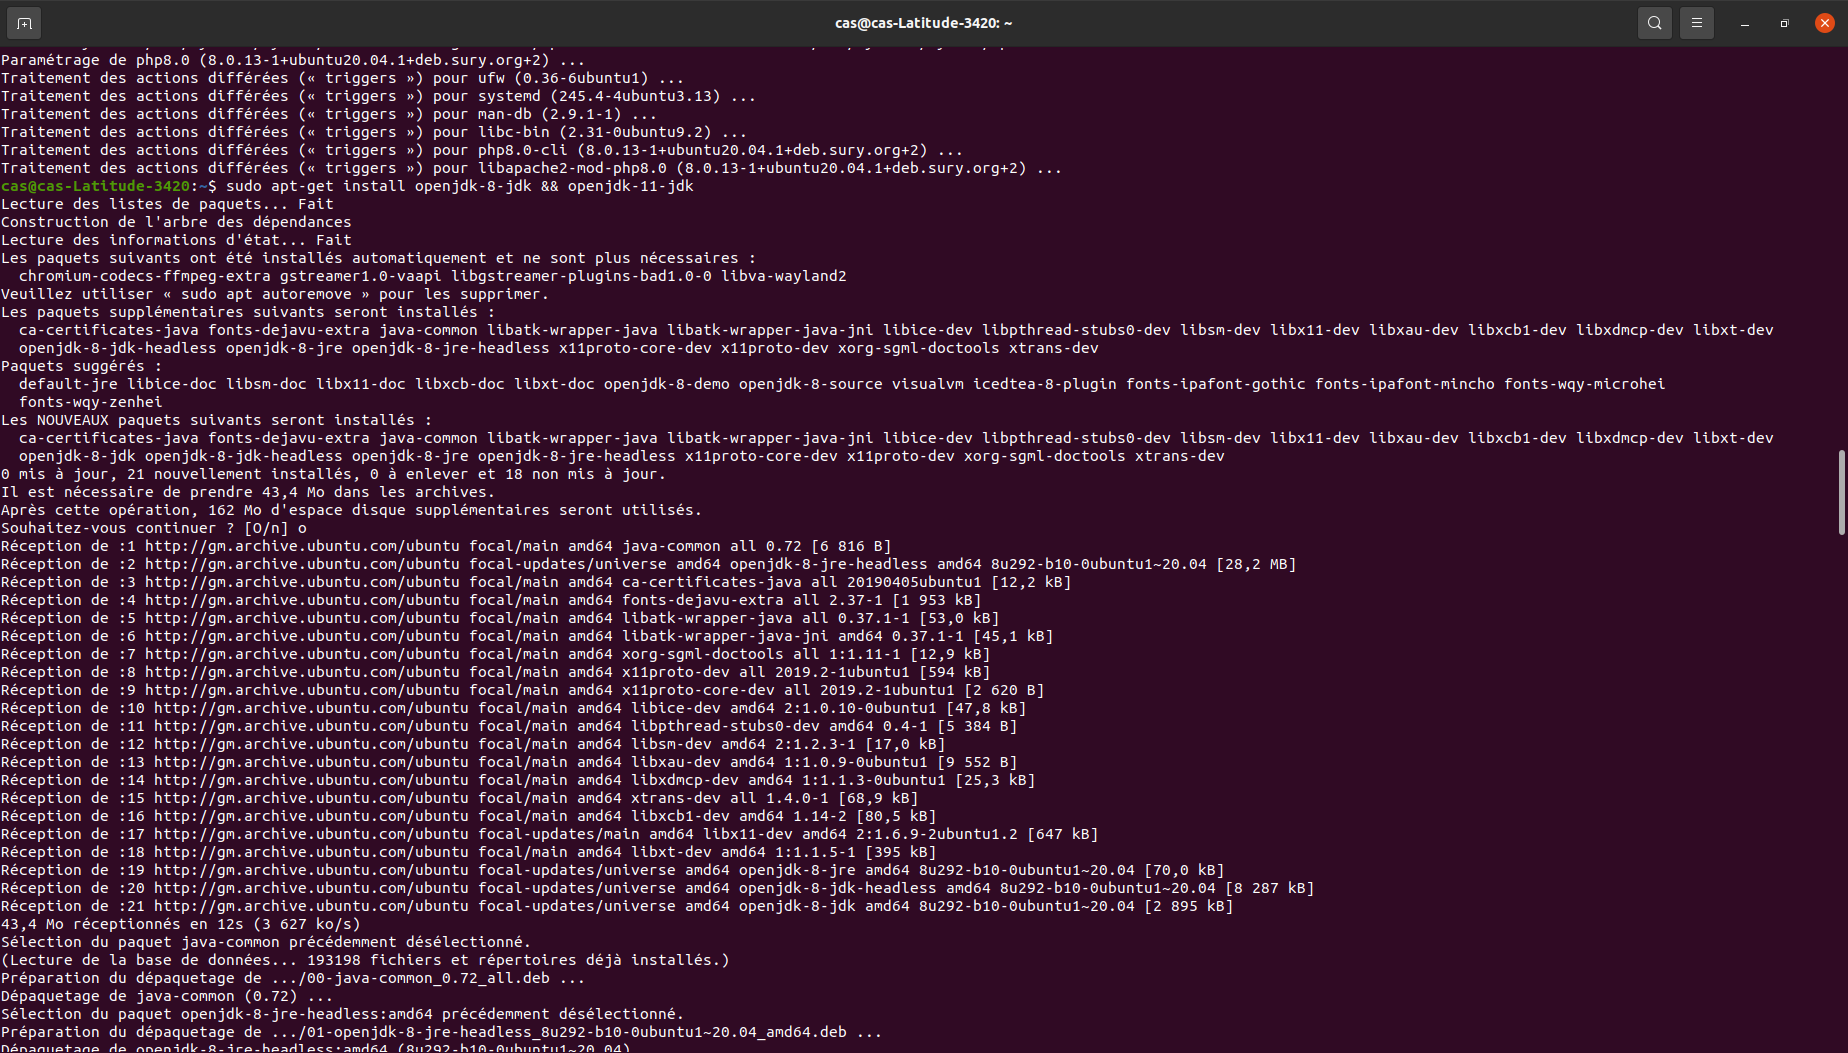 cas@cas-Latitude-3420: ~
Paramétrage de php8.0 (8.0.13-1+ubuntu20.04.1+deb.sury.org+2) ...
Traitement des actions différées (« triggers ») pour ufw (0.36-6ubuntu1) ...
Traitement des actions différées (« triggers ») pour systemd (245.4-4ubuntu3.13) ...
Traitement des actions différées (« triggers ») pour man-db (2.9.1-1) ...
Traitement des actions différées (« triggers ») pour libc-bin (2.31-0ubuntu9.2) ...
Traitement des actions différées (« triggers ») pour php8.0-cli (8.0.13-1+ubuntu20.04.1+deb.sury.org+2) ...
Traitement des actions différées (« triggers ») pour libapache2-mod-php8.0 (8.0.13-1+ubuntu20.04.1+deb.sury.org+2) ...
cas@cas-Latitude-3420:~$ sudo apt-get install openjdk-8-jdk && openjdk-11-jdk
Lecture des listes de paquets... Fait
Construction de l'arbre des dépendances
Lecture des informations d'état... Fait
Les paquets suivants ont été installés automatiquement et ne sont plus nécessaires :
  chromium-codecs-ffmpeg-extra gstreamer1.0-vaapi libgstreamer-plugins-bad1.0-0 libva-wayland2
Veuillez utiliser « sudo apt autoremove » pour les supprimer.
Les paquets supplémentaires suivants seront installés :
  ca-certificates-java fonts-dejavu-extra java-common libatk-wrapper-java libatk-wrapper-java-jni libice-dev libpthread-stubs0-dev libsm-dev libx11-dev libxau-dev libxcb1-dev libxdmcp-dev libxt-dev
  openjdk-8-jdk-headless openjdk-8-jre openjdk-8-jre-headless x11proto-core-dev x11proto-dev xorg-sgml-doctools xtrans-dev
Paquets suggérés :
  default-jre libice-doc libsm-doc libx11-doc libxcb-doc libxt-doc openjdk-8-demo openjdk-8-source visualvm icedtea-8-plugin fonts-ipafont-gothic fonts-ipafont-mincho fonts-wqy-microhei
  fonts-wqy-zenhei
Les NOUVEAUX paquets suivants seront installés :
  ca-certificates-java fonts-dejavu-extra java-common libatk-wrapper-java libatk-wrapper-java-jni libice-dev libpthread-stubs0-dev libsm-dev libx11-dev libxau-dev libxcb1-dev libxdmcp-dev libxt-dev
  openjdk-8-jdk openjdk-8-jdk-headless openjdk-8-jre openjdk-8-jre-headless x11proto-core-dev x11proto-dev xorg-sgml-doctools xtrans-dev
0 mis à jour, 21 nouvellement installés, 0 à enlever et 18 non mis à jour.
Il est nécessaire de prendre 43,4 Mo dans les archives.
Après cette opération, 162 Mo d'espace disque supplémentaires seront utilisés.
Souhaitez-vous continuer ? [O/n] o
Réception de :1 http://gm.archive.ubuntu.com/ubuntu focal/main amd64 java-common all 0.72 [6 816 B]
Réception de :2 http://gm.archive.ubuntu.com/ubuntu focal-updates/universe amd64 openjdk-8-jre-headless amd64 8u292-b10-0ubuntu1~20.04 [28,2 MB]
Réception de :3 http://gm.archive.ubuntu.com/ubuntu focal/main amd64 ca-certificates-java all 20190405ubuntu1 [12,2 kB]
Réception de :4 http://gm.archive.ubuntu.com/ubuntu focal/main amd64 fonts-dejavu-extra all 2.37-1 [1 953 kB]
Réception de :5 http://gm.archive.ubuntu.com/ubuntu focal/main amd64 libatk-wrapper-java all 0.37.1-1 [53,0 kB]
Réception de :6 http://gm.archive.ubuntu.com/ubuntu focal/main amd64 libatk-wrapper-java-jni amd64 0.37.1-1 [45,1 kB]
Réception de :7 http://gm.archive.ubuntu.com/ubuntu focal/main amd64 xorg-sgml-doctools all 1:1.11-1 [12,9 kB]
Réception de :8 http://gm.archive.ubuntu.com/ubuntu focal/main amd64 x11proto-dev all 2019.2-1ubuntu1 [594 kB]
Réception de :9 http://gm.archive.ubuntu.com/ubuntu focal/main amd64 x11proto-core-dev all 2019.2-1ubuntu1 [2 620 B]
Réception de :10 http://gm.archive.ubuntu.com/ubuntu focal/main amd64 libice-dev amd64 2:1.0.10-0ubuntu1 [47,8 kB]
Réception de :11 http://gm.archive.ubuntu.com/ubuntu focal/main amd64 libpthread-stubs0-dev amd64 0.4-1 [5 384 B]
Réception de :12 http://gm.archive.ubuntu.com/ubuntu focal/main amd64 libsm-dev amd64 2:1.2.3-1 [17,0 kB]
Réception de :13 http://gm.archive.ubuntu.com/ubuntu focal/main amd64 libxau-dev amd64 1:1.0.9-0ubuntu1 [9 552 B]
Réception de :14 http://gm.archive.ubuntu.com/ubuntu focal/main amd64 libxdmcp-dev amd64 1:1.1.3-0ubuntu1 [25,3 kB]
Réception de :15 http://gm.archive.ubuntu.com/ubuntu focal/main amd64 xtrans-dev all 1.4.0-1 [68,9 kB]
Réception de :16 http://gm.archive.ubuntu.com/ubuntu focal/main amd64 libxcb1-dev amd64 1.14-2 [80,5 kB]
Réception de :17 http://gm.archive.ubuntu.com/ubuntu focal-updates/main amd64 libx11-dev amd64 2:1.6.9-2ubuntu1.2 [647 kB]
Réception de :18 http://gm.archive.ubuntu.com/ubuntu focal/main amd64 libxt-dev amd64 1:1.1.5-1 [395 kB]
Réception de :19 http://gm.archive.ubuntu.com/ubuntu focal-updates/universe amd64 openjdk-8-jre amd64 8u292-b10-0ubuntu1~20.04 [70,0 kB]
Réception de :20 http://gm.archive.ubuntu.com/ubuntu focal-updates/universe amd64 openjdk-8-jdk-headless amd64 8u292-b10-0ubuntu1~20.04 [8 287 kB]
Réception de :21 http://gm.archive.ubuntu.com/ubuntu focal-updates/universe amd64 openjdk-8-jdk amd64 8u292-b10-0ubuntu1~20.04 [2 895 kB]
43,4 Mo réceptionnés en 12s (3 627 ko/s)
Sélection du paquet java-common précédemment désélectionné.
(Lecture de la base de données... 193198 fichiers et répertoires déjà installés.)
Préparation du dépaquetage de .../00-java-common_0.72_all.deb ...
Dépaquetage de java-common (0.72) ...
Sélection du paquet openjdk-8-jre-headless:amd64 précédemment désélectionné.
Préparation du dépaquetage de .../01-openjdk-8-jre-headless_8u292-b10-0ubuntu1~20.04_amd64.deb ...
Dépaquetage de openjdk-8-jre-headless:amd64 (8u292-b10-0ubuntu1~20.04)